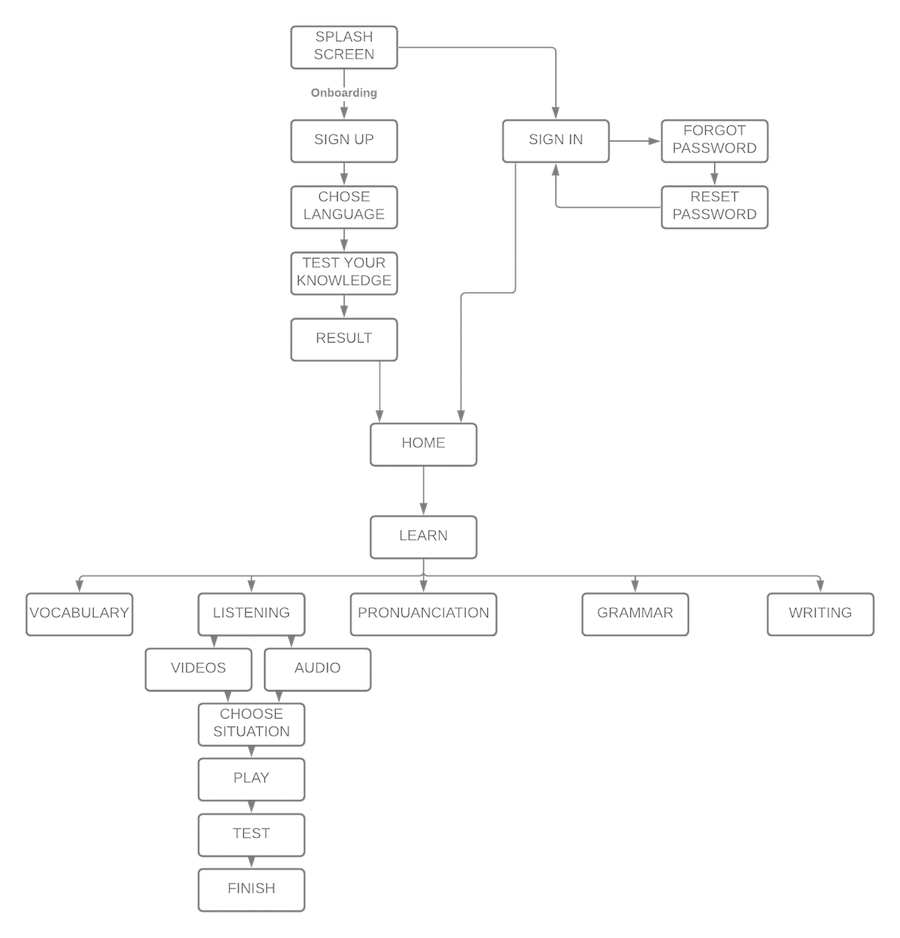 SPLASH
SCREEN
Onboarding
SIGN UP
SIGN IN
FORGOT
PASSWORD
CHOSE
LANGUAGE
RESET
PASSWORD
TEST YOUR
KNOWLEDGE
RESULT
HOME
LEARN
VOCABULARY
LISTENING
PRONUANCIATION
GRAMMAR
WRITING
VIDEOS
AUDIO
CHOOSE
SITUATION
PLAY
TEST
FINISH